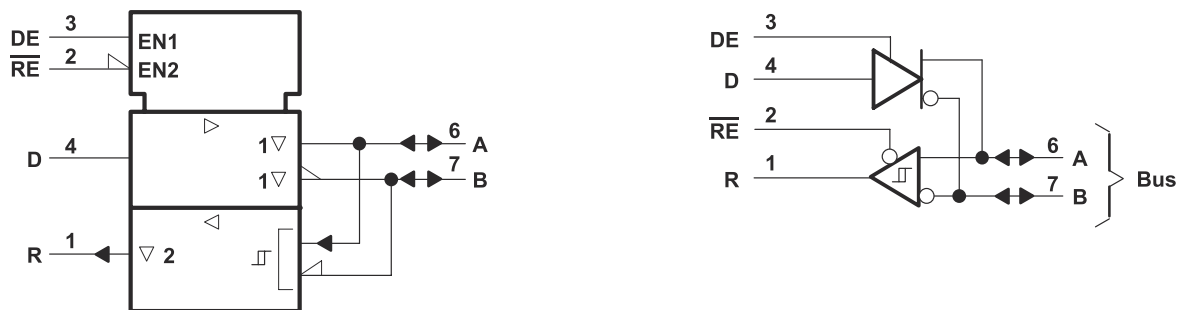 DE 3 EN1
RE 2 EN2
D 4 1 6 A
1 7 B
R 1 2
DE 3
D 4
RE 2
R 1
6 A
7 B
Bus